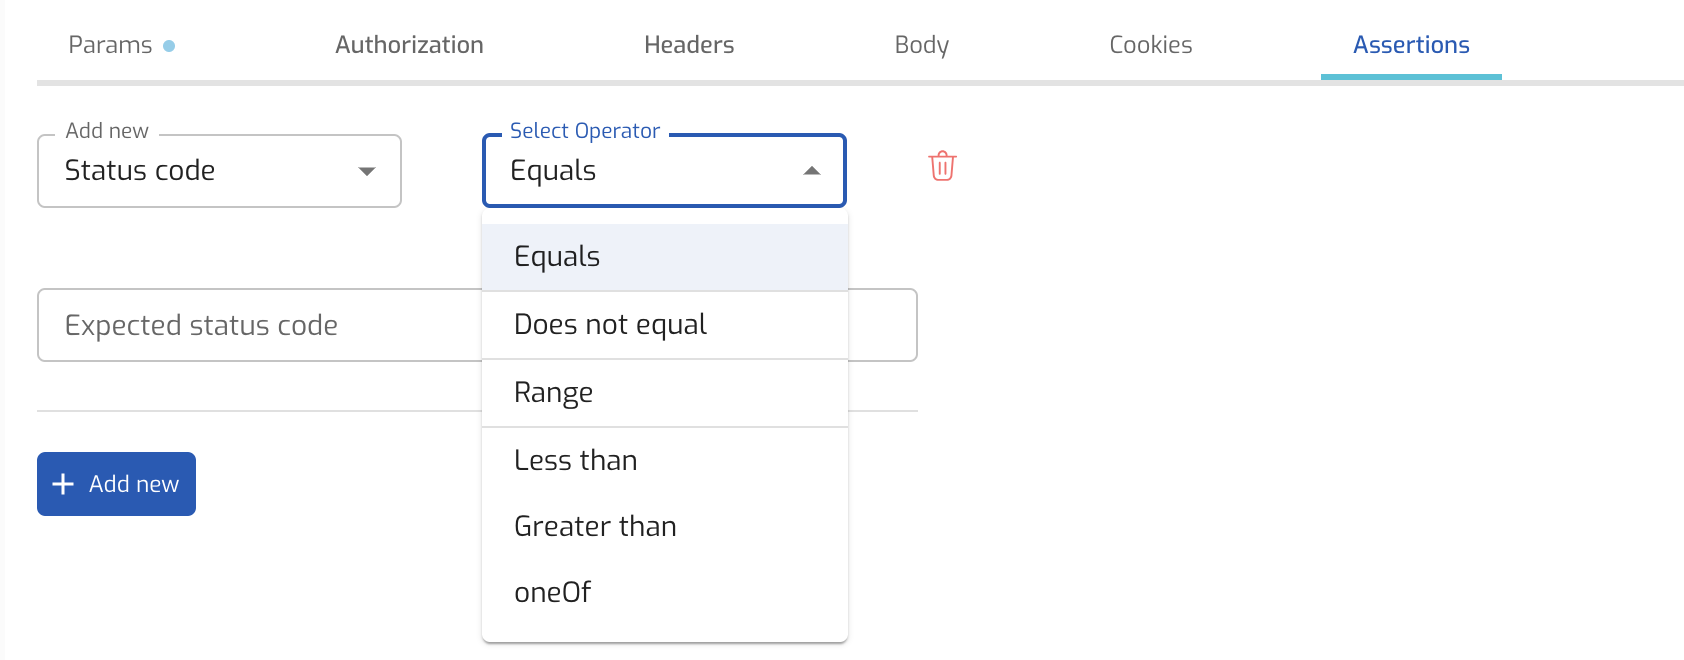 Params Authorization Headers Body Cookies Assertions
Add new Select Operator
Status code Equals
Equals
Expected status code Does not equal
Range
Less than
Add new
Greater than
oneOf